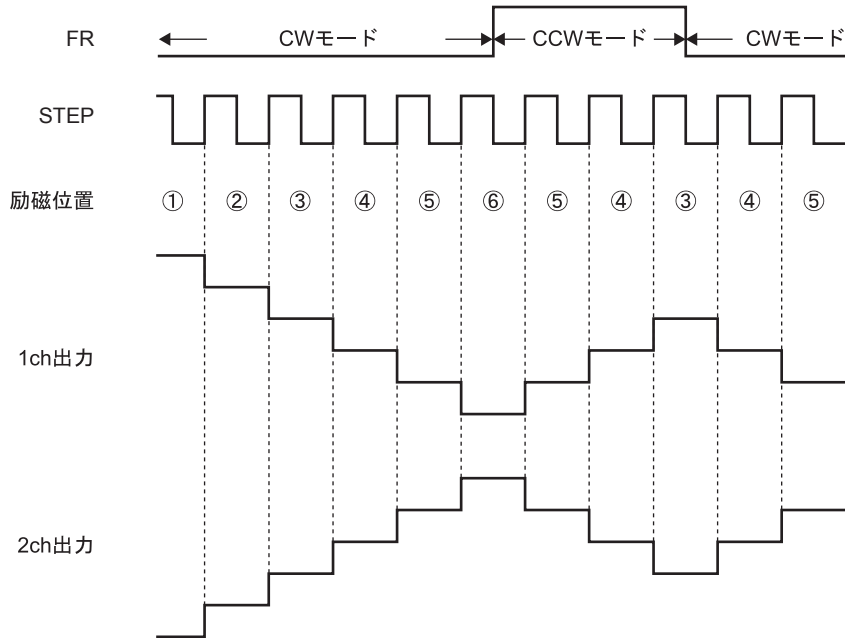 FR CWモード CCWモード CWモード
STEP
励磁位置 ① ② ③ ④ ⑤ ⑥ ⑤ ④ ③ ④ ⑤
1ch出力
2ch出力